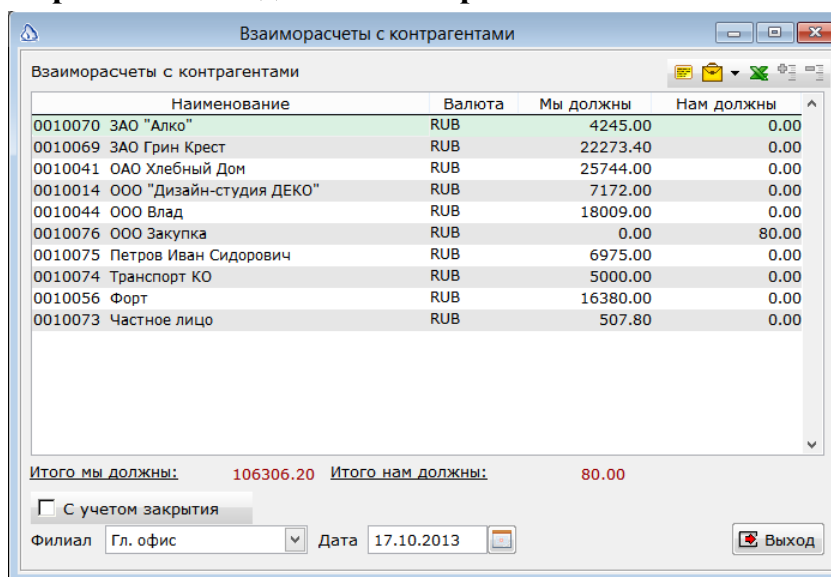 Взаиморасчеты с контрагентами
Взаиморасчеты с контрагентами
Наименование Валюта Мы должны Нам должны
0010070 ЗАО "Алко" RUB 4245.00 0.00
0010069 ЗАО Грин Крест RUB 22273.40 0.00
0010041 ОАО Хлебный Дом RUB 25744.00 0.00
0010014 ООО "Дизайн-студия ДЕКО" RUB 7172.00 0.00
0010044 ООО Влад RUB 18009.00 0.00
0010076 ООО Закупка RUB 0.00 80.00
0010075 Петров Иван Сидорович RUB 6975.00 0.00
0010074 Транспорт КО RUB 5000.00 0.00
0010056 Форт RUB 16380.00 0.00
0010073 Частное лицо RUB 507.80 0.00
Итого мы должны: 106306.20 Итого нам должны: 80.00
С учетом закрытия
Филиал Гл. офис Дата 17.10.2013 Выход